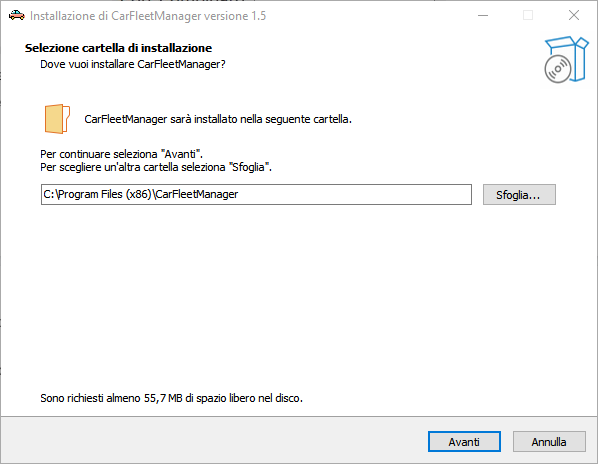 Installazione di CarFleetManager versione 1.5
Selezione cartella di installazione
Dove vuoi installare CarFleetManager?
CarFleetManager sarà installato nella seguente cartella.
Per continuare seleziona "Avanti".
Per scegliere un'altra cartella seleziona "Sfoglia".
C:\Program Files (x86)\CarFleetManager
Sfoglia...
Sono richiesti almeno 55,7 MB di spazio libero nel disco.
Avanti
Annulla